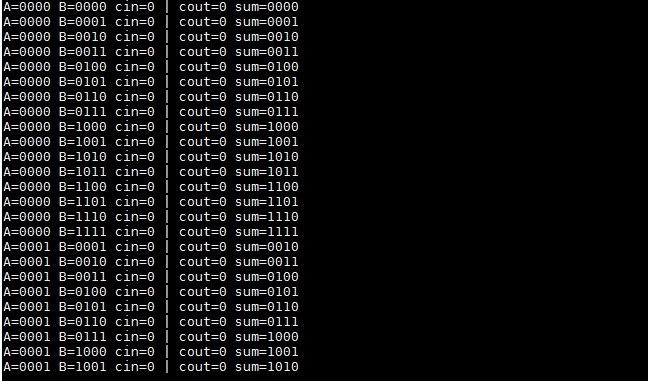 A=0000 B=0000 cin=0 | cout=0 sum=0000
A=0000 B=0001 cin=0 | cout=0 sum=0001
A=0000 B=0010 cin=0 | cout=0 sum=0010
A=0000 B=0011 cin=0 | cout=0 sum=0011
A=0000 B=0100 cin=0 | cout=0 sum=0100
A=0000 B=0101 cin=0 | cout=0 sum=0101
A=0000 B=0110 cin=0 | cout=0 sum=0110
A=0000 B=0111 cin=0 | cout=0 sum=0111
A=0000 B=1000 cin=0 | cout=0 sum=1000
A=0000 B=1001 cin=0 | cout=0 sum=1001
A=0000 B=1010 cin=0 | cout=0 sum=1010
A=0000 B=1011 cin=0 | cout=0 sum=1011
A=0000 B=1100 cin=0 | cout=0 sum=1100
A=0000 B=1101 cin=0 | cout=0 sum=1101
A=0000 B=1110 cin=0 | cout=0 sum=1110
A=0000 B=1111 cin=0 | cout=0 sum=1111
A=0001 B=0001 cin=0 | cout=0 sum=0010
A=0001 B=0010 cin=0 | cout=0 sum=0011
A=0001 B=0011 cin=0 | cout=0 sum=0100
A=0001 B=0100 cin=0 | cout=0 sum=0101
A=0001 B=0101 cin=0 | cout=0 sum=0110
A=0001 B=0110 cin=0 | cout=0 sum=0111
A=0001 B=0111 cin=0 | cout=0 sum=1000
A=0001 B=1000 cin=0 | cout=0 sum=1001
A=0001 B=1001 cin=0 | cout=0 sum=1010